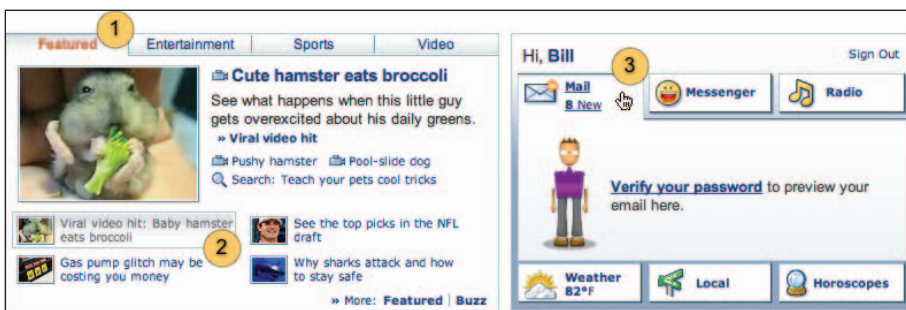 1
Featured Entertainment Sports Video
Cute hamster eats broccoli
See what happens when this little guy
gets overexcited about his daily greens.
» Viral video hit
Pushy hamster Pool-slide dog
Search: Teach your pets cool tricks
Viral video hit: Baby hamster
eats broccoli
2
See the top picks in the NFL
draft
Gas pump glitch may be
costing you money
Why sharks attack and how
to stay safe
» More: Featured | Buzz
Hi, Bill
Sign Out
3
Mail
8 New
Messenger
Radio
Verify your password to preview your
email here.
Weather
82°F
Local
Horoscopes